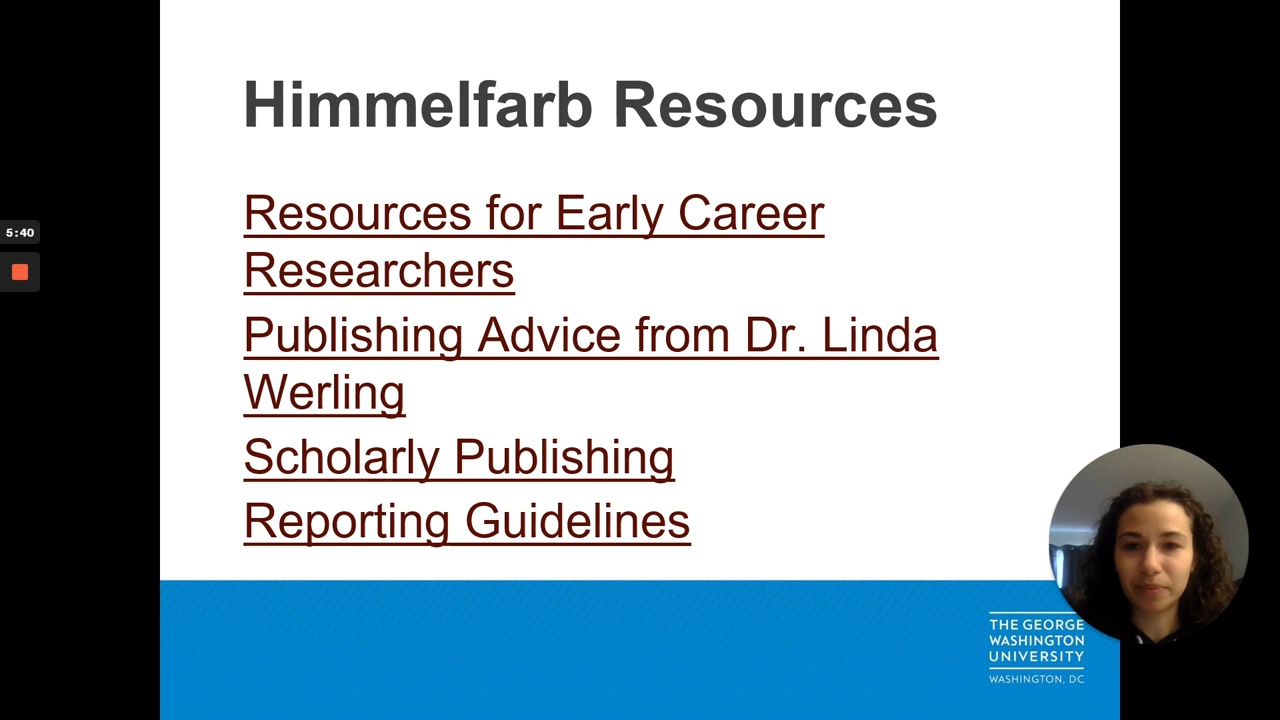 Himmelfarb Resources
Resources for Early Career
Researchers
Publishing Advice from Dr. Linda
Werling
Scholarly Publishing
Reporting Guidelines
5:40
THE GEORGE
WASHINGTON
UNIVERSITY
WASHINGTON, DC